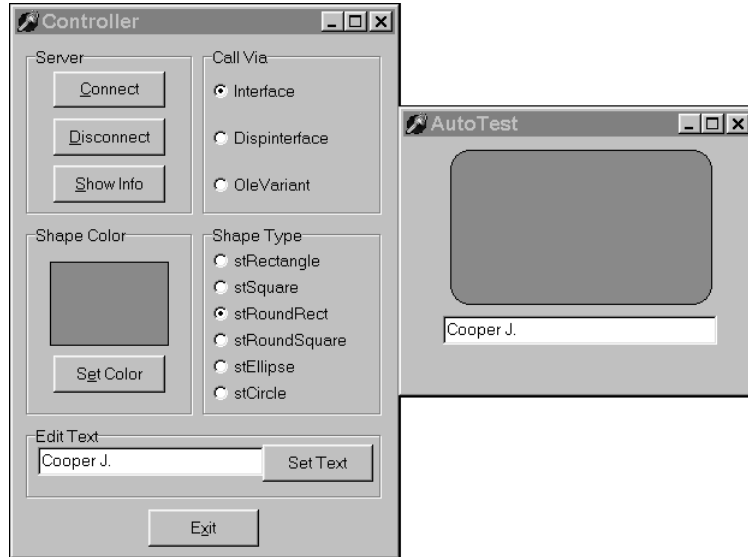 Controller
Server
Connect
Disconnect
Show Info
Call Via
Interface
Dispinterface
OleVariant
Shape Color
Set Color
Shape Type
stRectangle
stSquare
stRoundRect
stRoundSquare
stEllipse
stCircle
Edit Text
Cooper J.
Set Text
Exit
AutoTest
Cooper J.